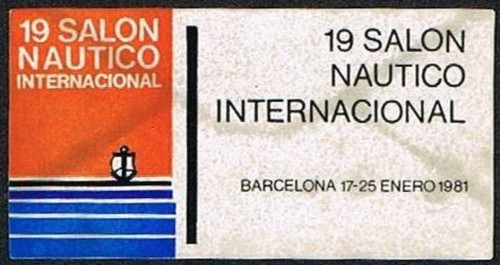 19 SALON
NAUTICO
INTERNACIONAL
19 SALON
NAUTICO
INTERNACIONAL
BARCELONA 17-25 ENERO 1981